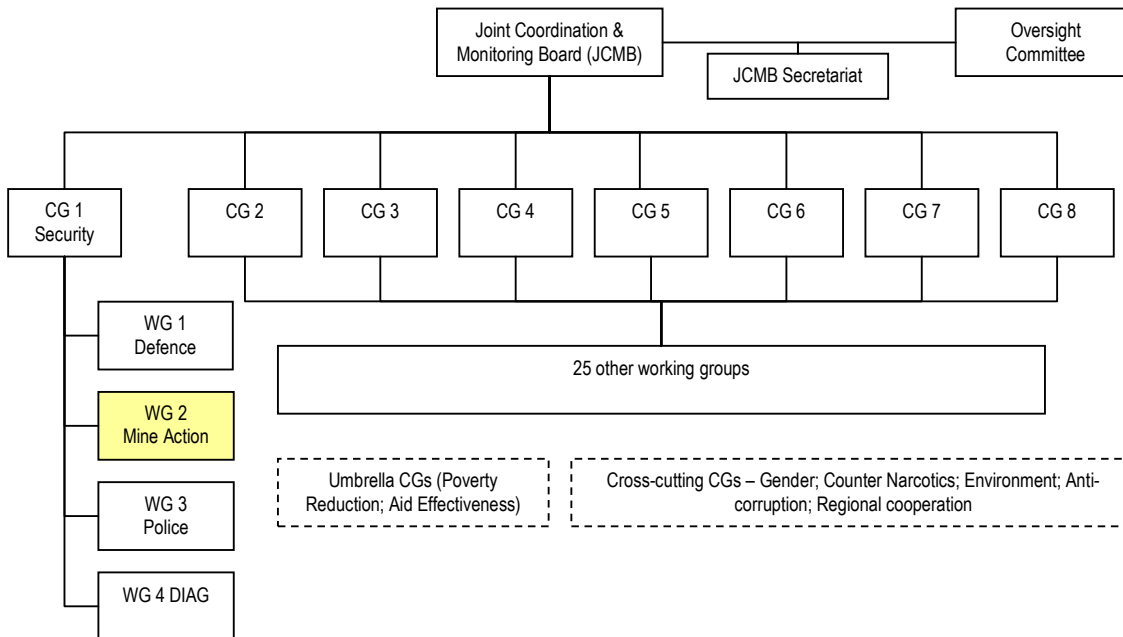 Joint Coordination &
Monitoring Board (JCMB)
Oversight
Committee
JCMB Secretariat
CG 1
Security
CG 2
CG 3
CG 4
CG 5
CG 6
CG 7
CG 8
WG 1
Defence
25 other working groups
WG 2
Mine Action
Umbrella CGs (Poverty
Reduction; Aid Effectiveness)
Cross-cutting CGs – Gender; Counter Narcotics; Environment; Anti-
corruption; Regional cooperation
WG 3
Police
WG 4 DIAG